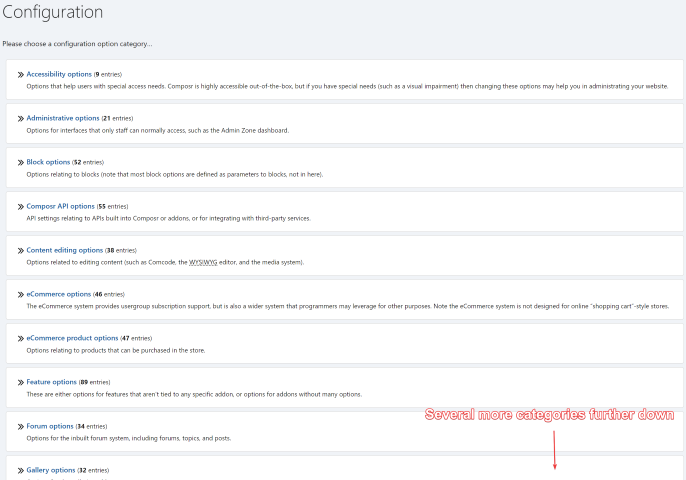 Configuration
Please choose a configuration option category...
Accessibility options (9 entries)
Options that help users with special access needs. Composr is highly accessible out-of-the-box, but if you have special needs (such as a visual impairment) then changing these options may help you in administrating your website.
Administrative options (21 entries)
Options for interfaces that only staff can normally access, such as the Admin Zone dashboard.
Block options (52 entries)
Options relating to blocks (note that most block options are defined as parameters to blocks, not in here).
Composr API options (55 entries)
API settings relating to APIs built into Composr or addons, or for integrating with third-party services.
Content editing options (38 entries)
Options related to editing content (such as Comcode, the WYSIWYG editor, and the media system).
eCommerce options (46 entries)
The eCommerce system provides usergroup subscription support, but is also a wider system that programmers may leverage for other purposes. Note the eCommerce system is not designed for online "shopping cart"-style stores.
eCommerce product options (47 entries)
Options relating to products that can be purchased in the store.
Feature options (89 entries)
These are either options for features that aren't tied to any specific addon, or options for addons without many options.
Several more categories further down
Forum options (34 entries)
Options for the inbuilt forum system, including forums, topics, and posts.
Gallery options (32 entries)